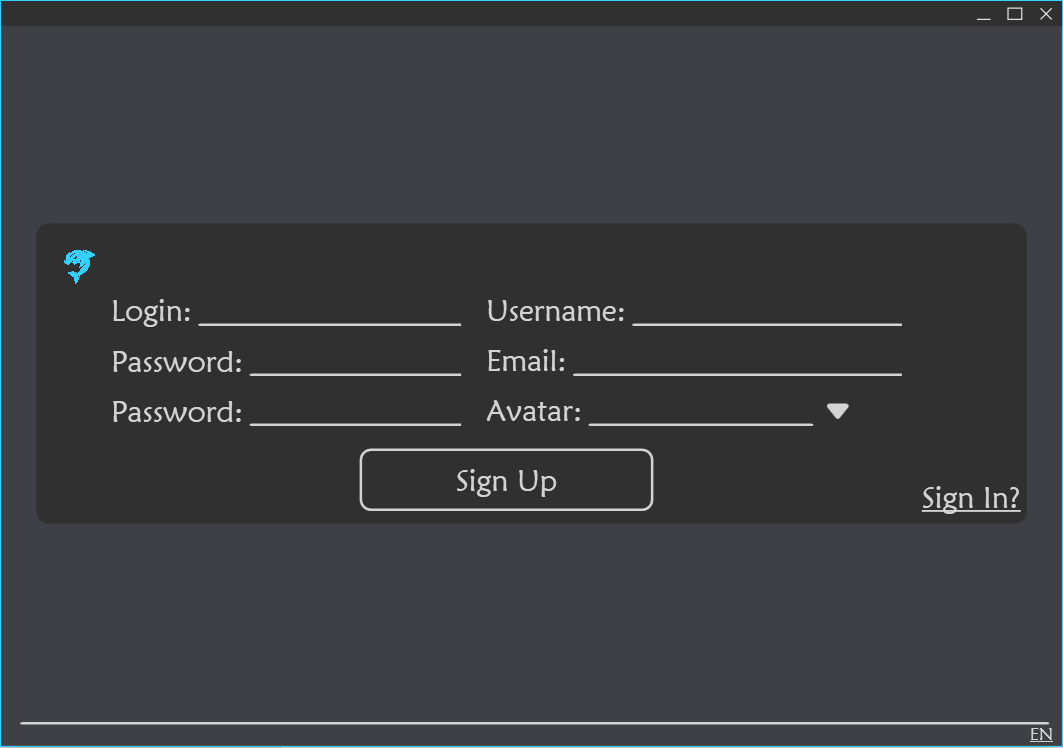 Login:
Username:
Password:
Email:
Password:
Avatar:
Sign Up
Sign In?
EN